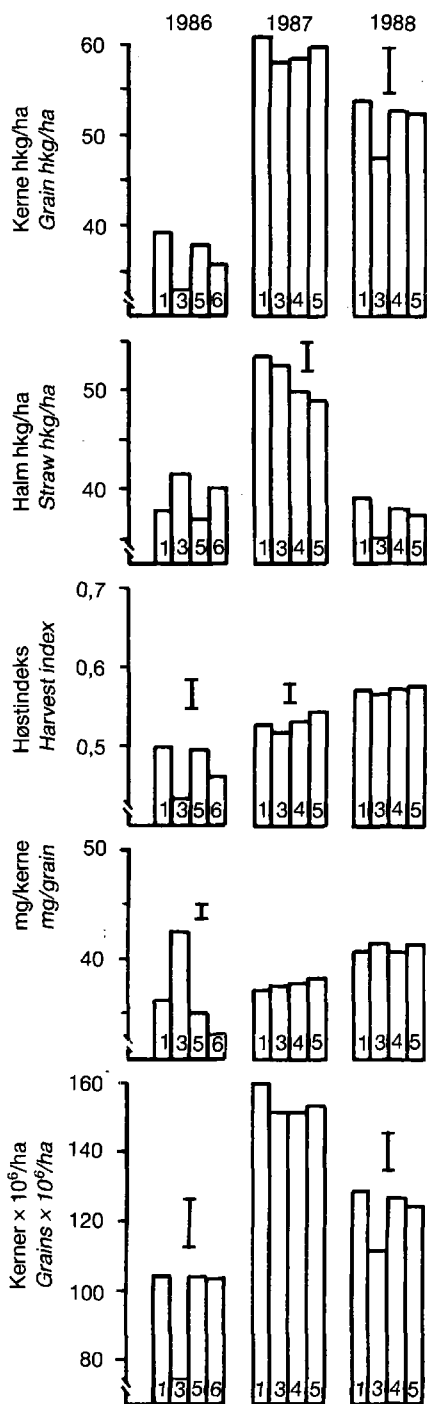 1986 1987 1988
Kerne hkg/ha
Grain hkg/ha
60
50
40
1 3 5 6 1 3 4 5 1 3 4 5
Halm hkg/ha
Straw hkg/ha
50
40
1 3 5 6 1 3 4 5 1 3 4 5
Høstindeks
Harvest index
0,7
0,6
0,5
1 3 5 6 1 3 4 5 1 3 4 5
mg/kerne
mg/grain
50
40
1 3 5 6 1 3 4 5 1 3 4 5
Kerner × 10⁶/ha
Grains × 10⁶/ha
160
140
120
100
80
1 3 5 6 1 3 4 5 1 3 4 5